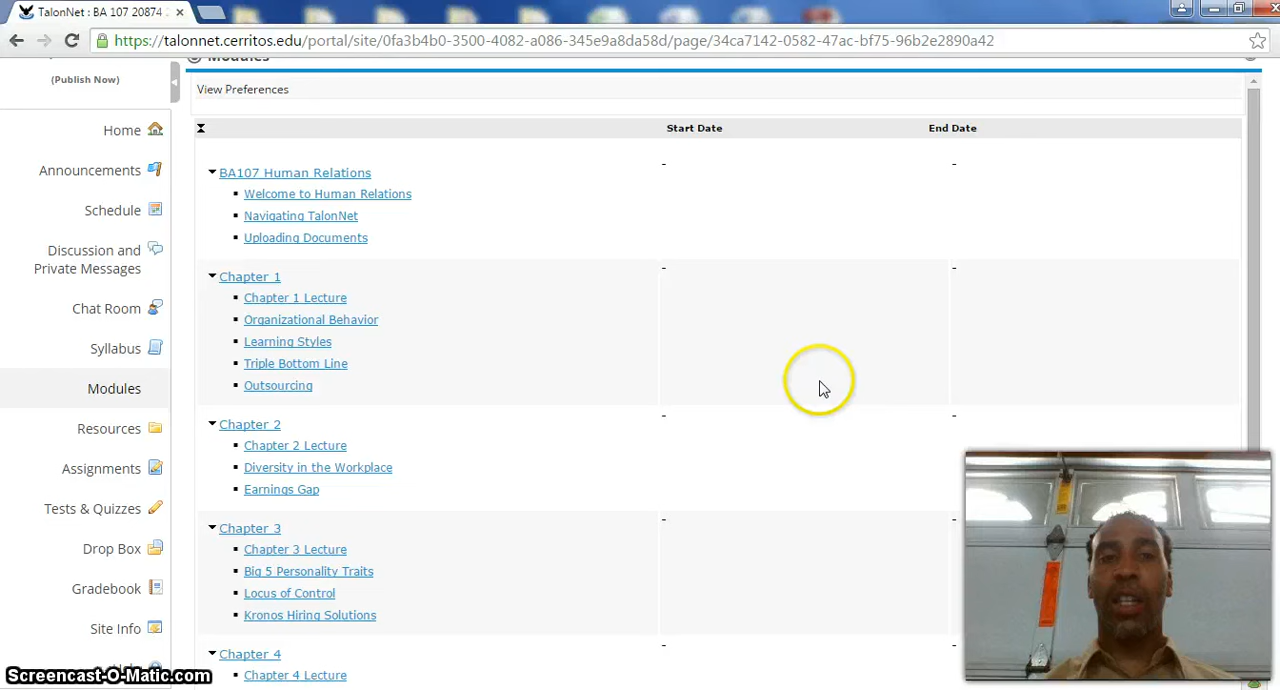 TalonNet : BA 107 20874
https://talonnet.cerritos.edu/portal/site/0fa3b4b0-3500-4082-a086-345e9a8da58d/page/34ca7142-0582-47ac-bf75-96b2e2890a42
Modules
(Publish Now)
View Preferences
Start Date
End Date
Home
Announcements
Schedule
Discussion and
Private Messages
Chat Room
Syllabus
Modules
Resources
Assignments
Tests & Quizzes
Drop Box
Gradebook
Site Info
BA107 Human Relations
Welcome to Human Relations
Navigating TalonNet
Uploading Documents
Chapter 1
Chapter 1 Lecture
Organizational Behavior
Learning Styles
Triple Bottom Line
Outsourcing
Chapter 2
Chapter 2 Lecture
Diversity in the Workplace
Earnings Gap
Chapter 3
Chapter 3 Lecture
Big 5 Personality Traits
Locus of Control
Kronos Hiring Solutions
Chapter 4
Chapter 4 Lecture
Screencast-O-Matic.com